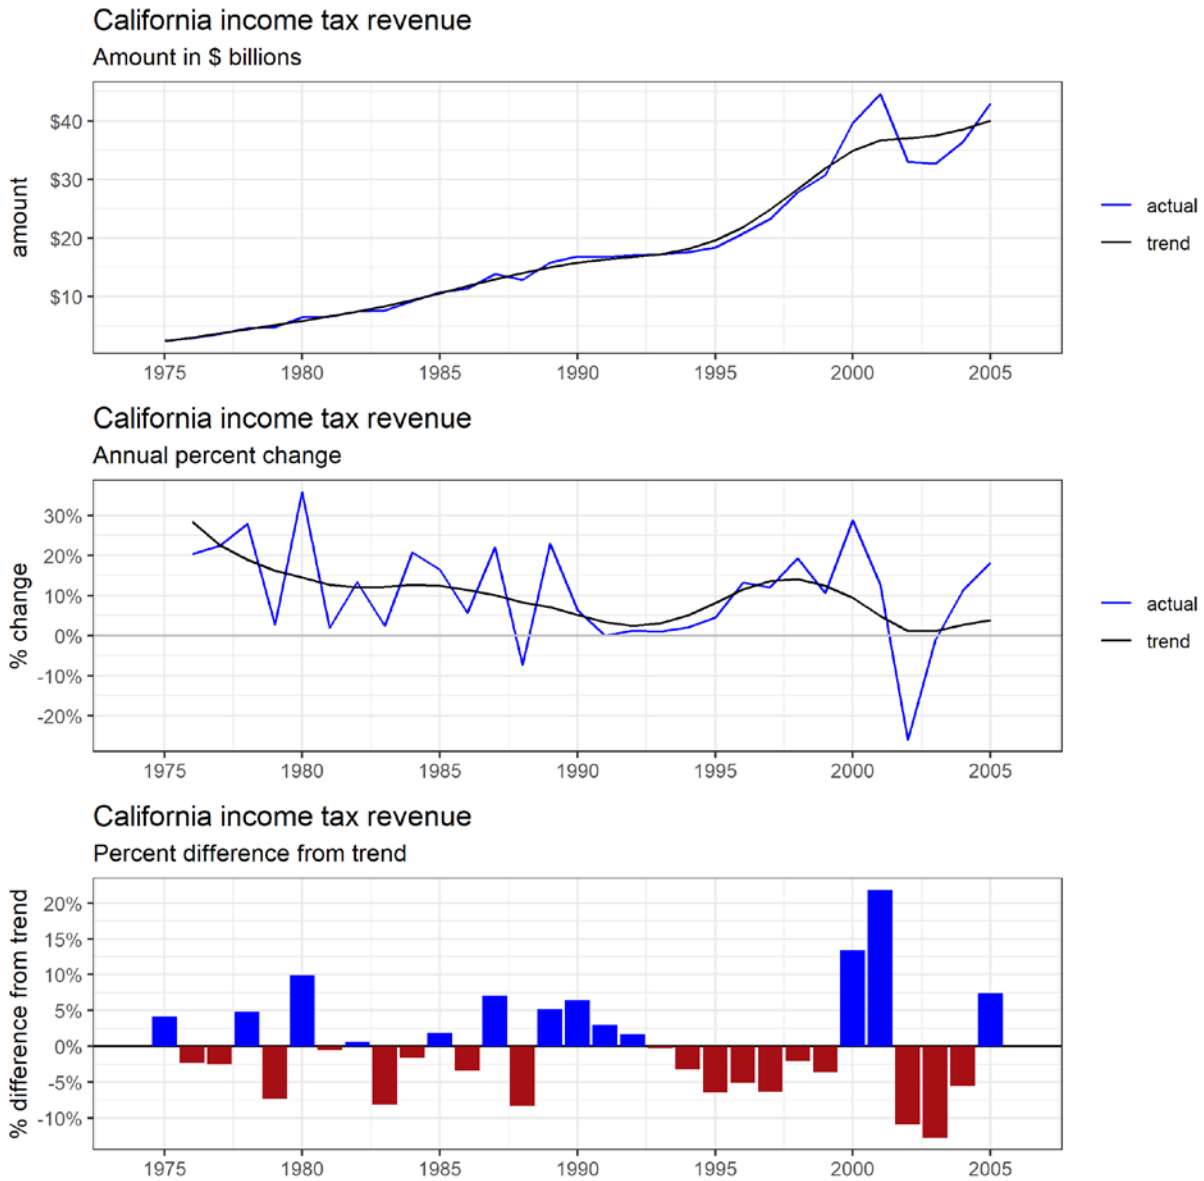 California income tax revenue
Amount in $ billions
amount
$40
$30
$20
$10
1975 1980 1985 1990 1995 2000 2005
actual
trend
California income tax revenue
Annual percent change
% change
30%
20%
10%
0%
-10%
-20%
1975 1980 1985 1990 1995 2000 2005
actual
trend
California income tax revenue
Percent difference from trend
% difference from trend
20%
15%
10%
5%
0%
-5%
-10%
1975 1980 1985 1990 1995 2000 2005